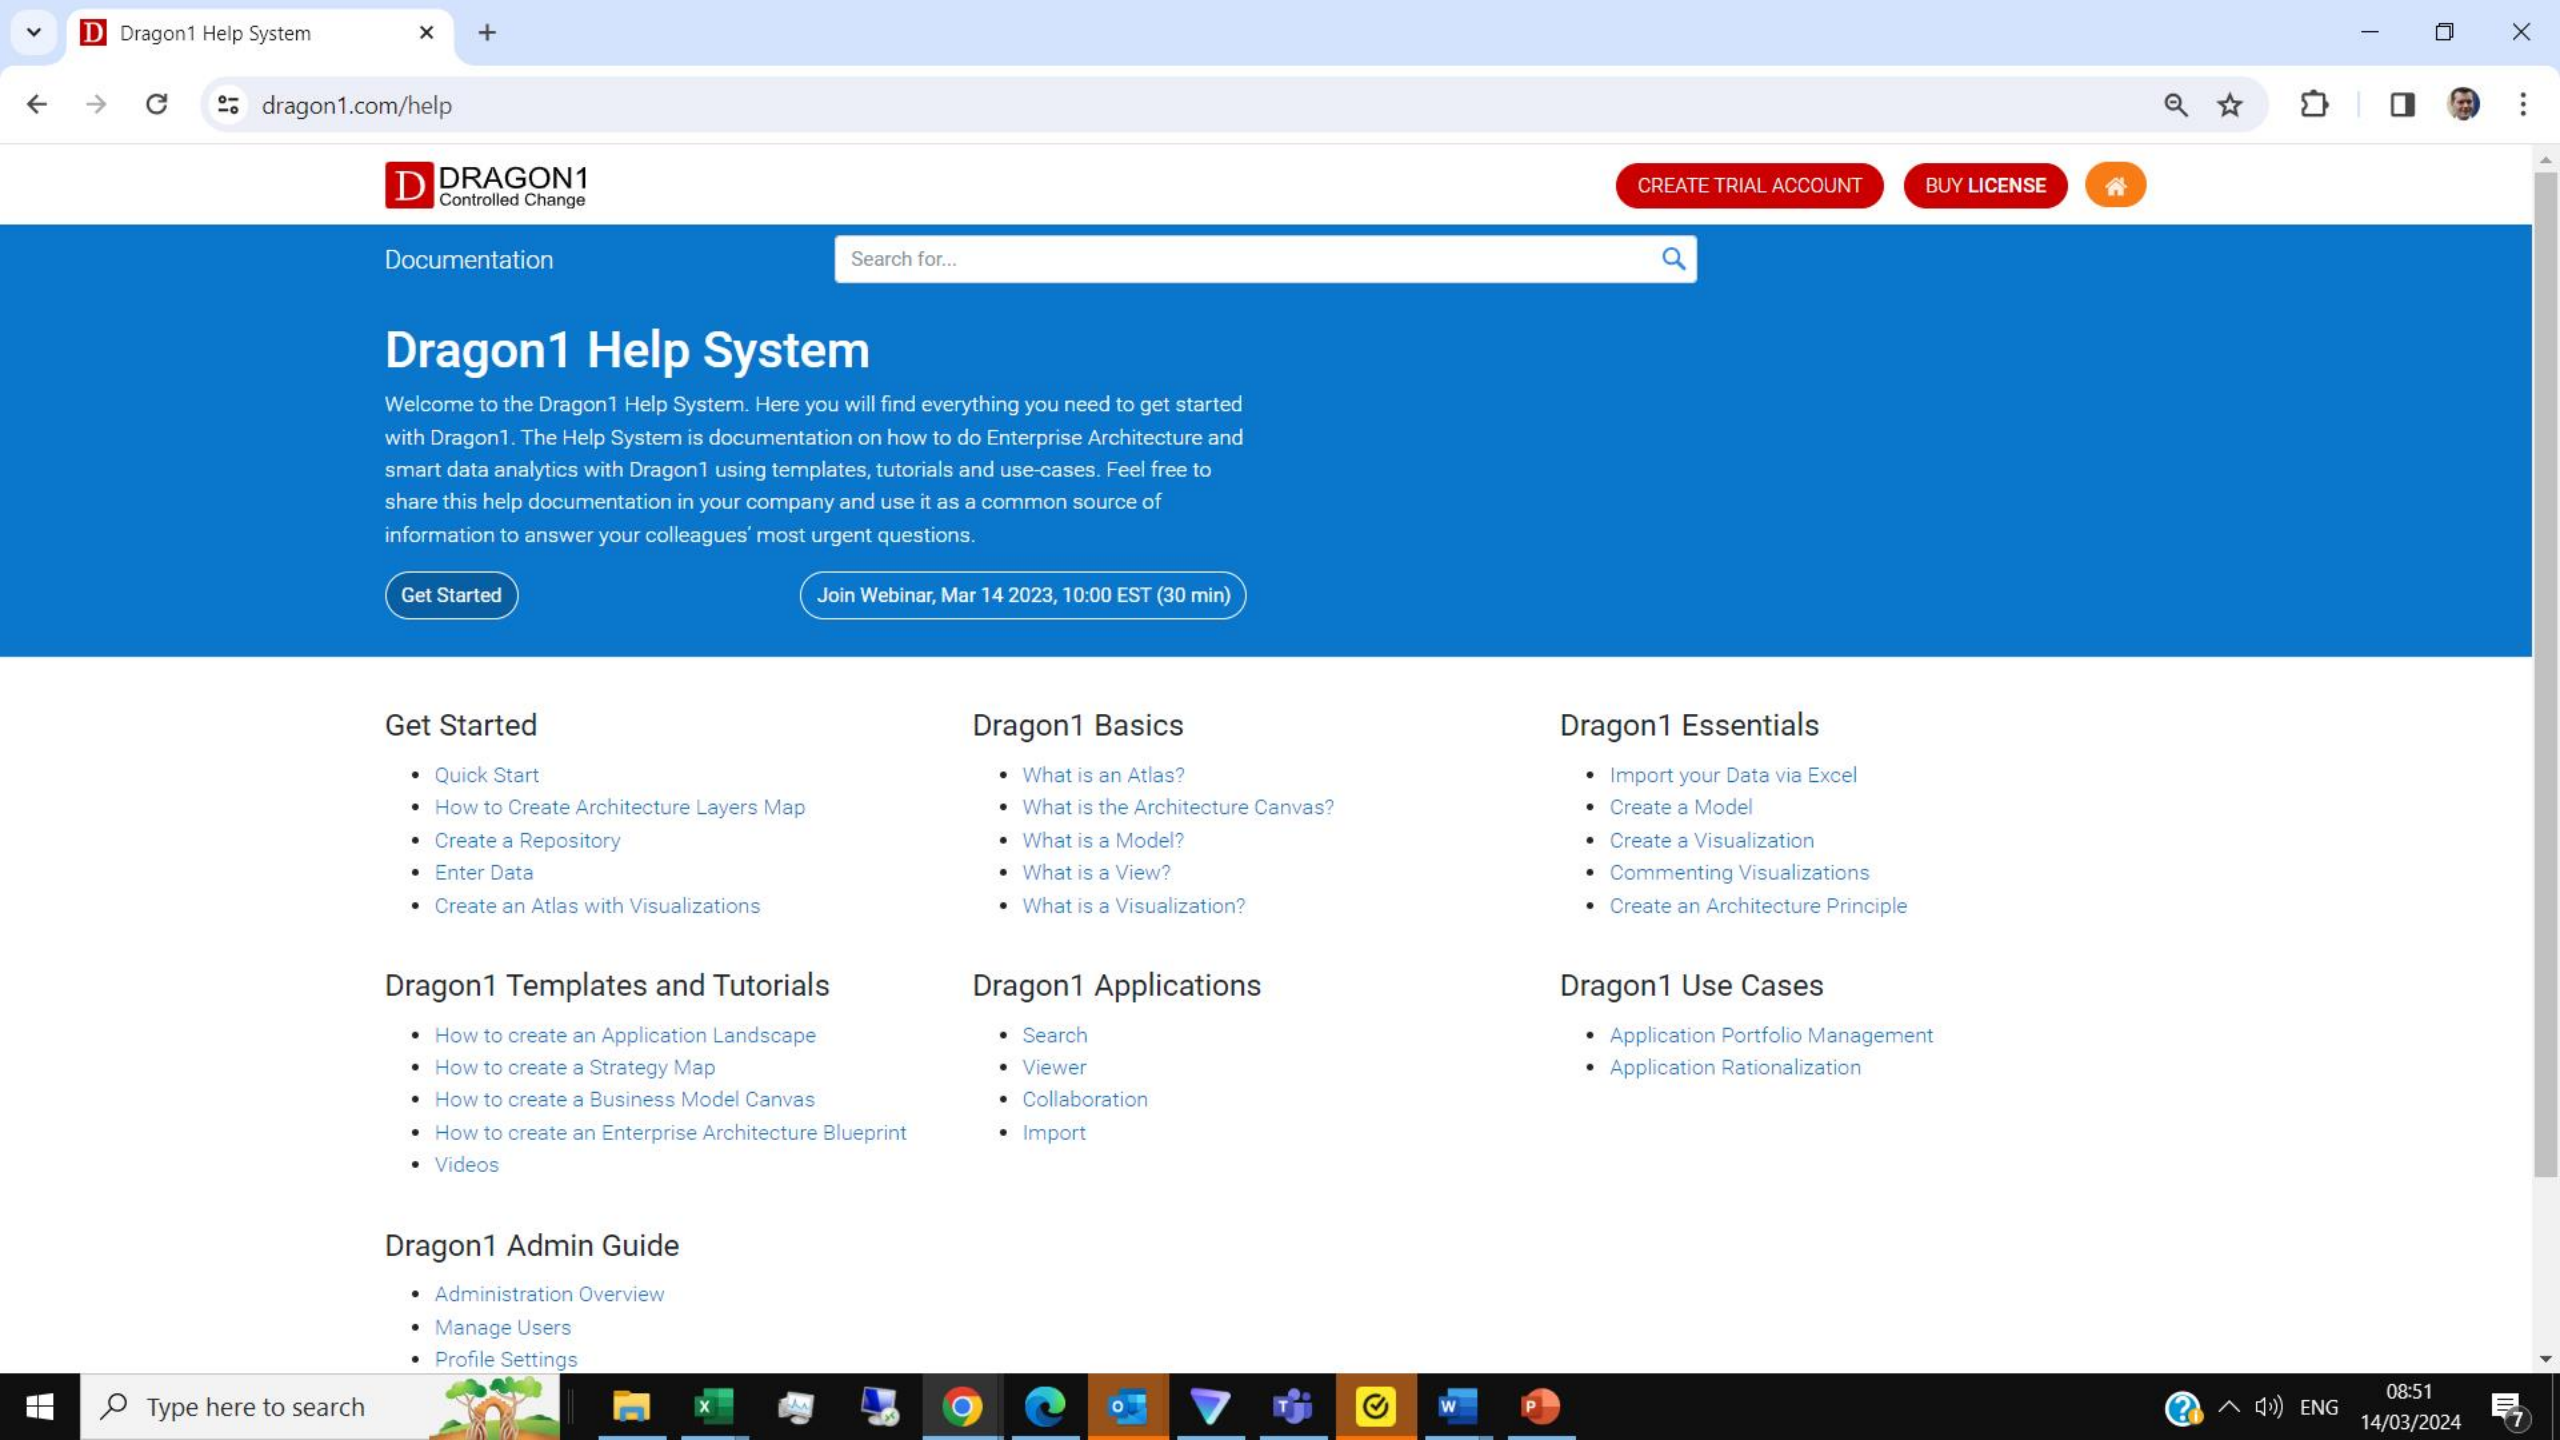 D Dragon1 Help System
dragon1.com/help
D DRAGON1
Controlled Change
CREATE TRIAL ACCOUNT
BUY LICENSE
Documentation
Search for...
Dragon1 Help System
Welcome to the Dragon1 Help System. Here you will find everything you need to get started
with Dragon1. The Help System is documentation on how to do Enterprise Architecture and
smart data analytics with Dragon1 using templates, tutorials and use-cases. Feel free to
share this help documentation in your company and use it as a common source of
information to answer your colleagues’ most urgent questions.
Get Started
Join Webinar, Mar 14 2023, 10:00 EST (30 min)
Get Started
• Quick Start
• How to Create Architecture Layers Map
• Create a Repository
• Enter Data
• Create an Atlas with Visualizations
Dragon1 Basics
• What is an Atlas?
• What is the Architecture Canvas?
• What is a Model?
• What is a View?
• What is a Visualization?
Dragon1 Essentials
• Import your Data via Excel
• Create a Model
• Create a Visualization
• Commenting Visualizations
• Create an Architecture Principle
Dragon1 Templates and Tutorials
• How to create an Application Landscape
• How to create a Strategy Map
• How to create a Business Model Canvas
• How to create an Enterprise Architecture Blueprint
• Videos
Dragon1 Applications
• Search
• Viewer
• Collaboration
• Import
Dragon1 Use Cases
• Application Portfolio Management
• Application Rationalization
Dragon1 Admin Guide
• Administration Overview
• Manage Users
• Profile Settings
Type here to search
ENG
08:51
14/03/2024
7